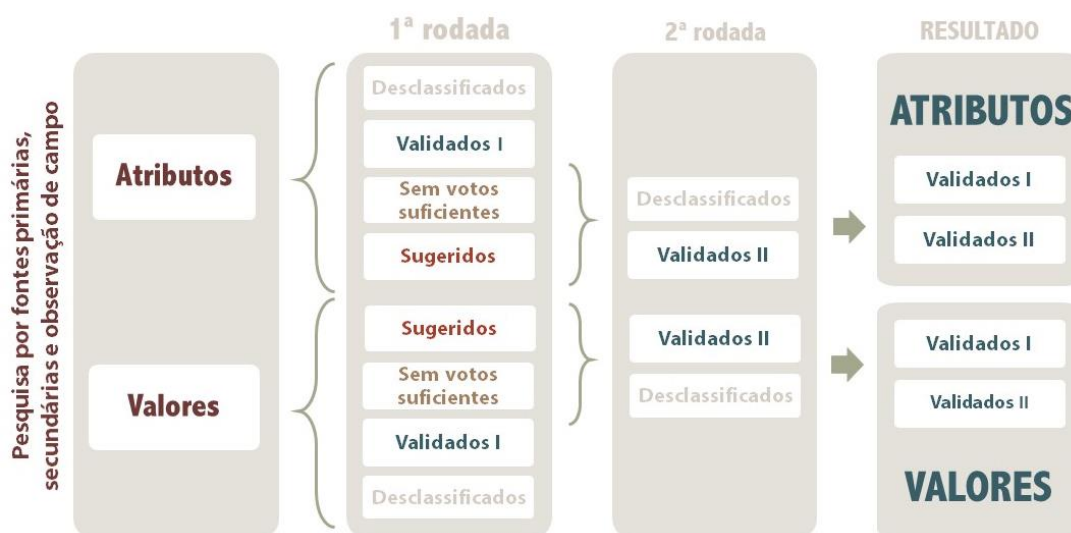 Pesquisa por fontes primárias,
secundárias e observação de campo
Atributos
Valores
1ª rodada
Desclassificados
Validados I
Sem votos
suficientes
Sugeridos
Sugeridos
Sem votos
suficientes
Validados I
Desclassificados
2ª rodada
Desclassificados
Validados II
Validados II
Desclassificados
RESULTADO
ATRIBUTOS
Validados I
Validados II
Validados I
Validados II
VALORES